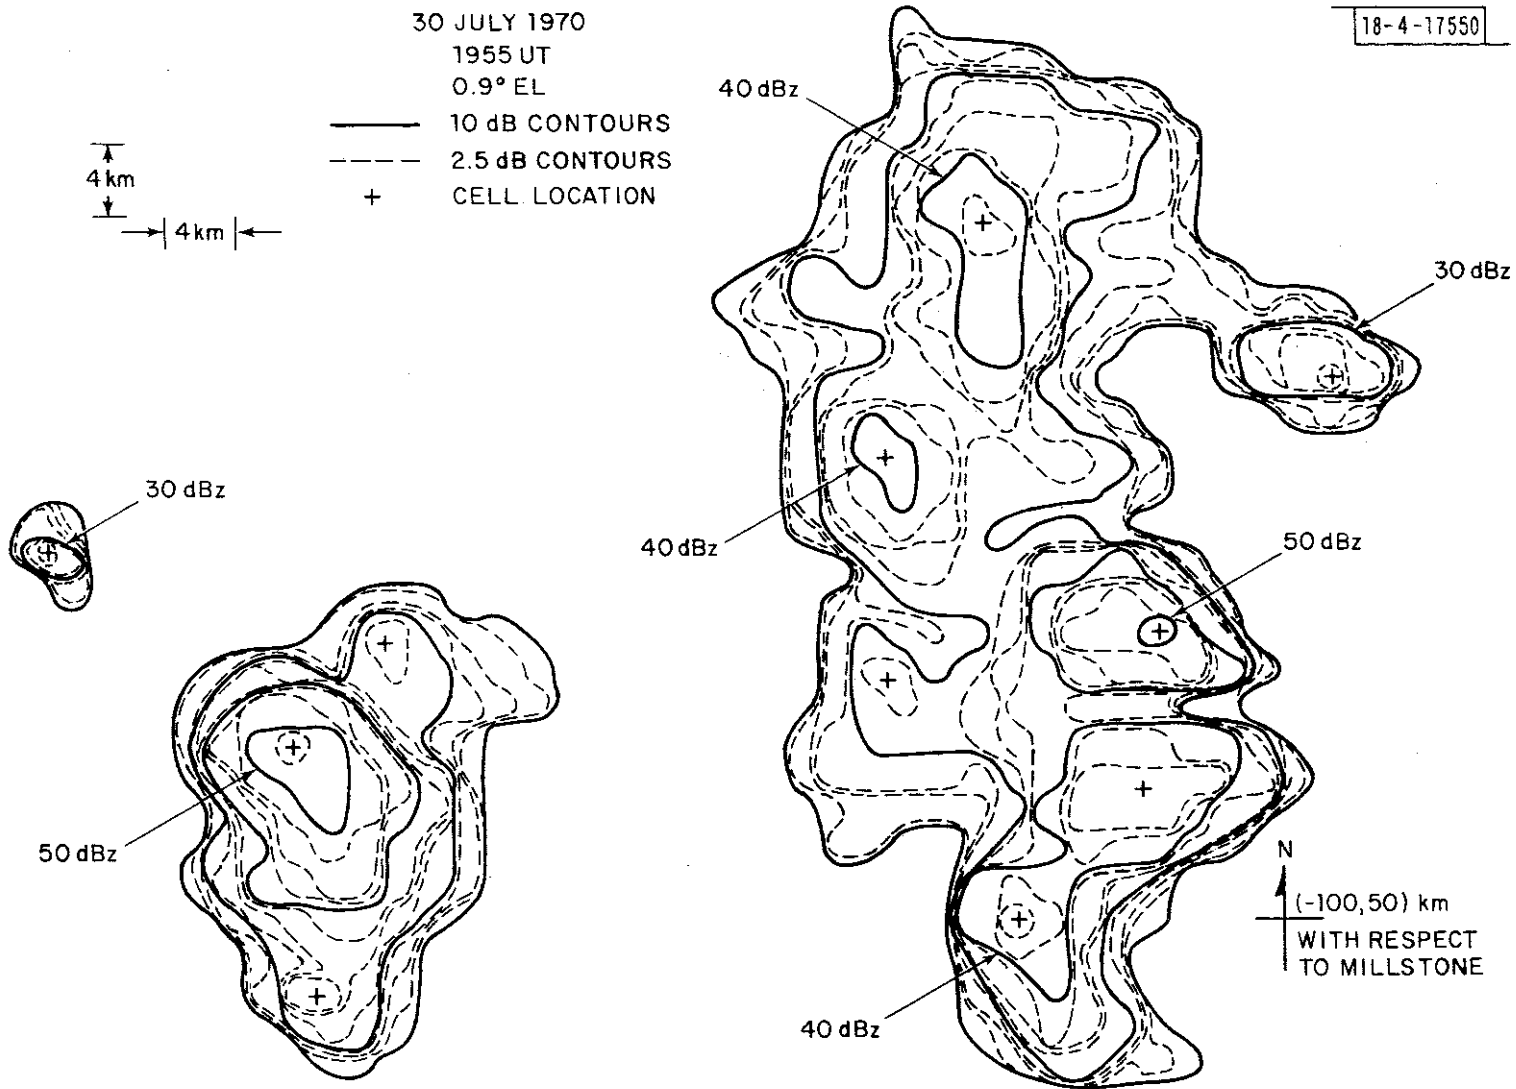 30 JULY 1970
1955 UT
0.9° EL
10 dB CONTOURS
2.5 dB CONTOURS
+ CELL LOCATION
4 km
4 km
18-4-17550
40 dBz
30 dBz
40 dBz
50 dBz
30 dBz
50 dBz
40 dBz
N
(-100,50) km
WITH RESPECT
TO MILLSTONE